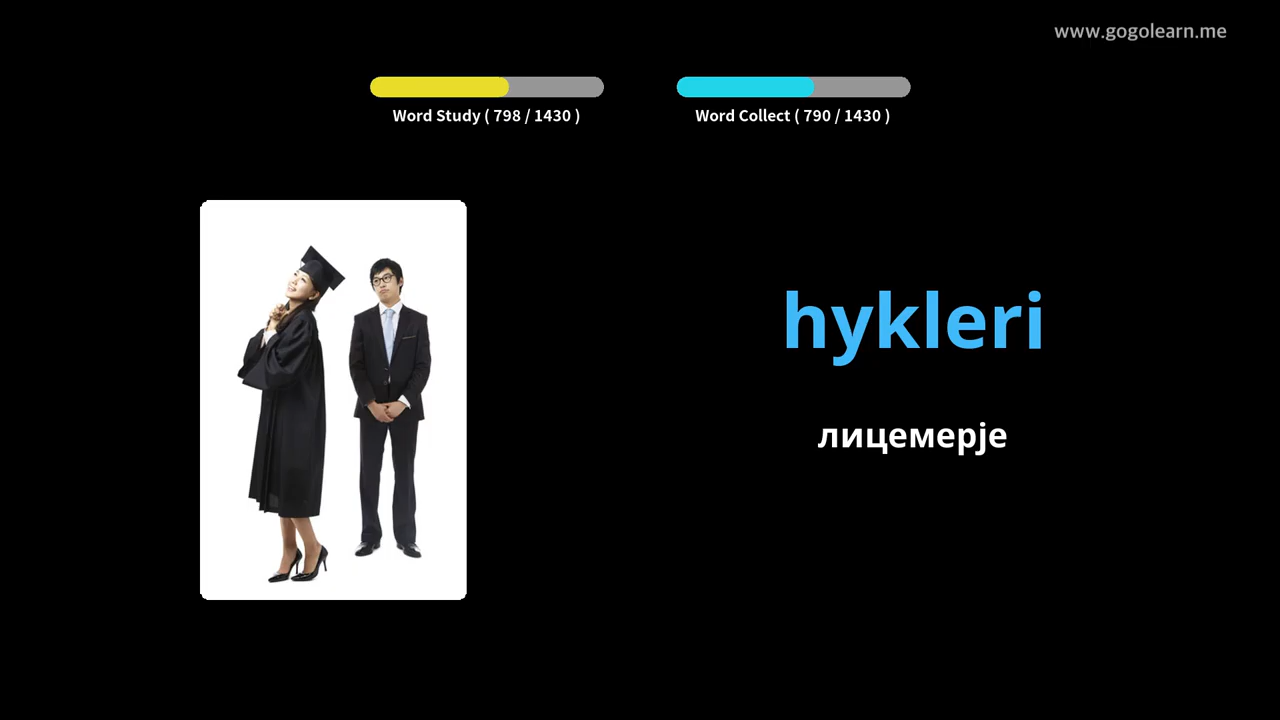 www.gogolearn.me
Word Study ( 798 / 1430 )
Word Collect ( 790 / 1430 )
hykleri
лицемерје